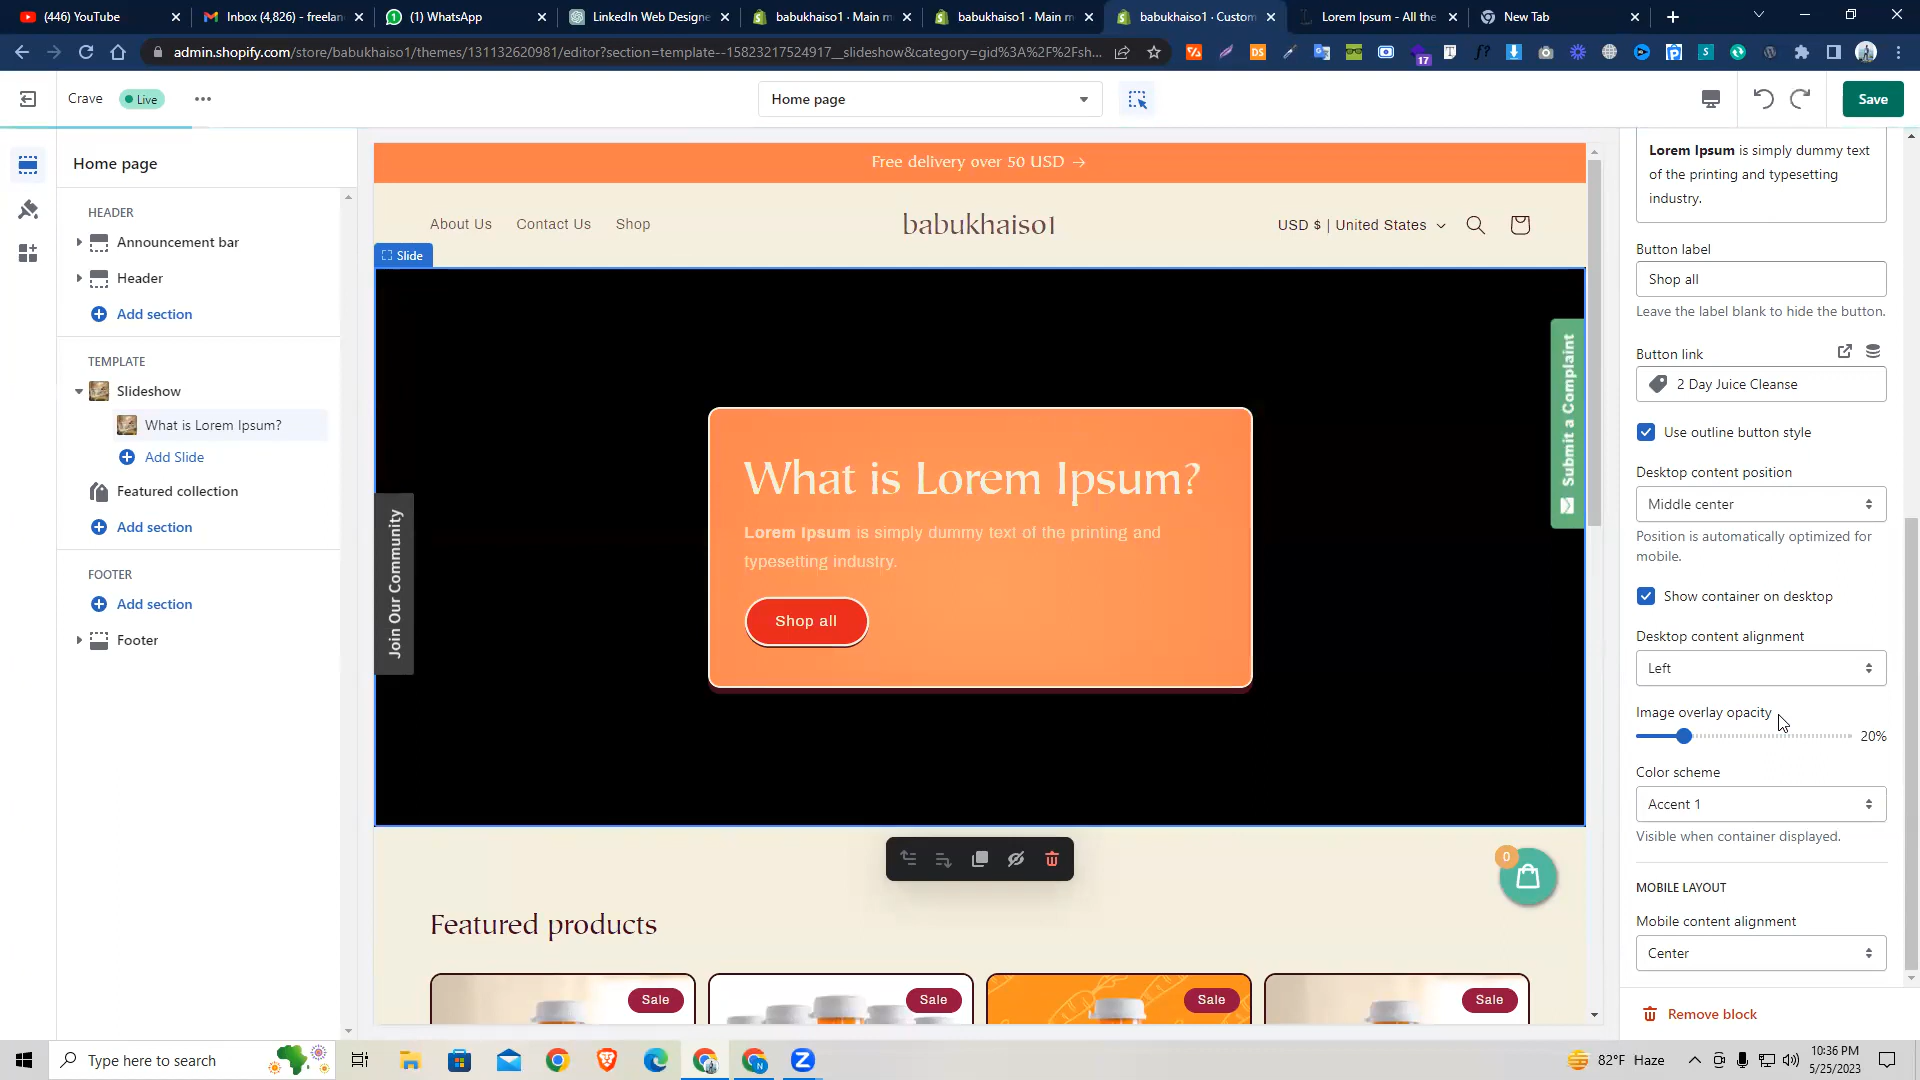 (446) YouTube
Inbox (4,826) - freelan
(1) WhatsApp
LinkedIn Web Designe
babukhaiso1 · Main m
babukhaiso1 · Main m
babukhaiso1 · Custom
Lorem Ipsum - All the
New Tab
admin.shopify.com/store/babukhaiso1/themes/131132620981/editor?section=template--15823217524917__slideshow&category=gid%3A%2F%2Fsh...
17
Crave
Live
Home page
Save
Home page
HEADER
Announcement bar
Header
Add section
TEMPLATE
Slideshow
What is Lorem Ipsum?
Add Slide
Featured collection
Add section
FOOTER
Add section
Footer
Free delivery over 50 USD →
About Us
Contact Us
Shop
babukhaiso1
USD $ | United States
Slide
Submit a Complaint
Join Our Community
What is Lorem Ipsum?
Lorem Ipsum is simply dummy text of the printing and
typesetting industry.
Shop all
0
Featured products
Sale
Sale
Sale
Sale
Lorem Ipsum is simply dummy text
of the printing and typesetting
industry.
Button label
Shop all
Leave the label blank to hide the button.
Button link
2 Day Juice Cleanse
Use outline button style
Desktop content position
Middle center
Position is automatically optimized for
mobile.
Show container on desktop
Desktop content alignment
Left
Image overlay opacity
20%
Color scheme
Accent 1
Visible when container displayed.
MOBILE LAYOUT
Mobile content alignment
Center
Remove block
Type here to search
82°F Haze
10:36 PM
5/25/2023